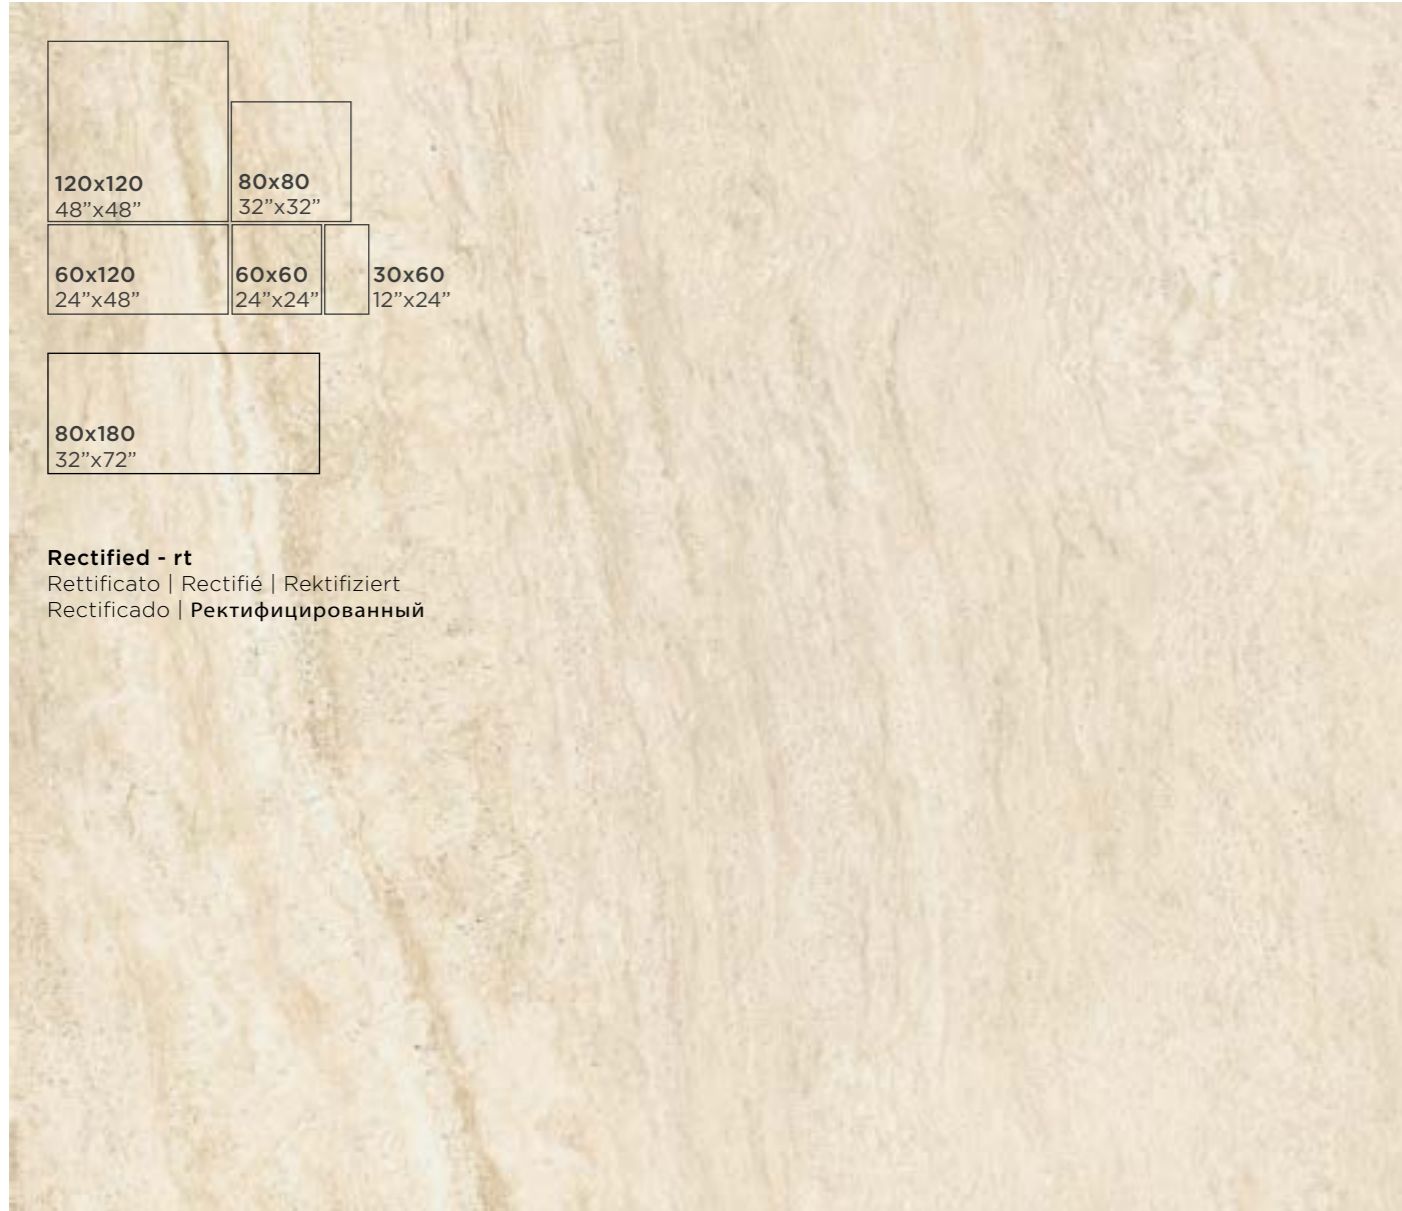 120x120
48”x48”
80x80
32”x32”
60x120
24”x48”
60x60
24”x24”
30x60
12”x24”
80x180
32”x72”
Rectified - rt
Rettificato | Rectifié | Rektifiziert
Rectificado | Ректифицированный